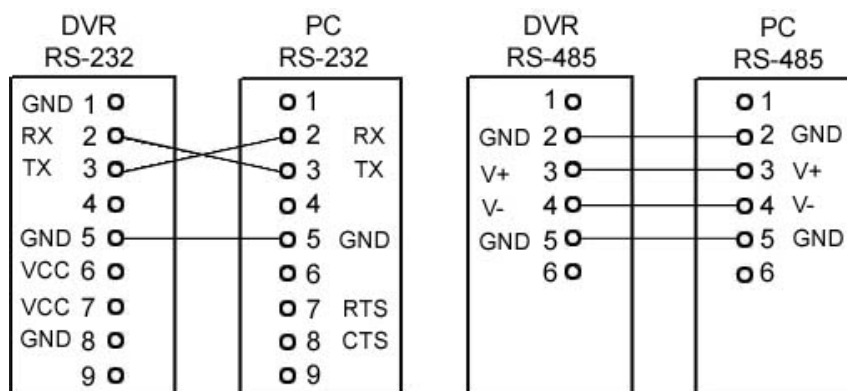 DVR PC DVR PC
RS-232 RS-232 RS-485 RS-485
GND 1 1 1 1
RX 2 2 RX GND 2 2 GND
TX 3 3 TX V+ 3 3 V+
4 4 V- 4 4 V-
GND 5 5 GND GND 5 5 GND
VCC 6 6 6 6
VCC 7 7 RTS
GND 8 8 CTS
9 9